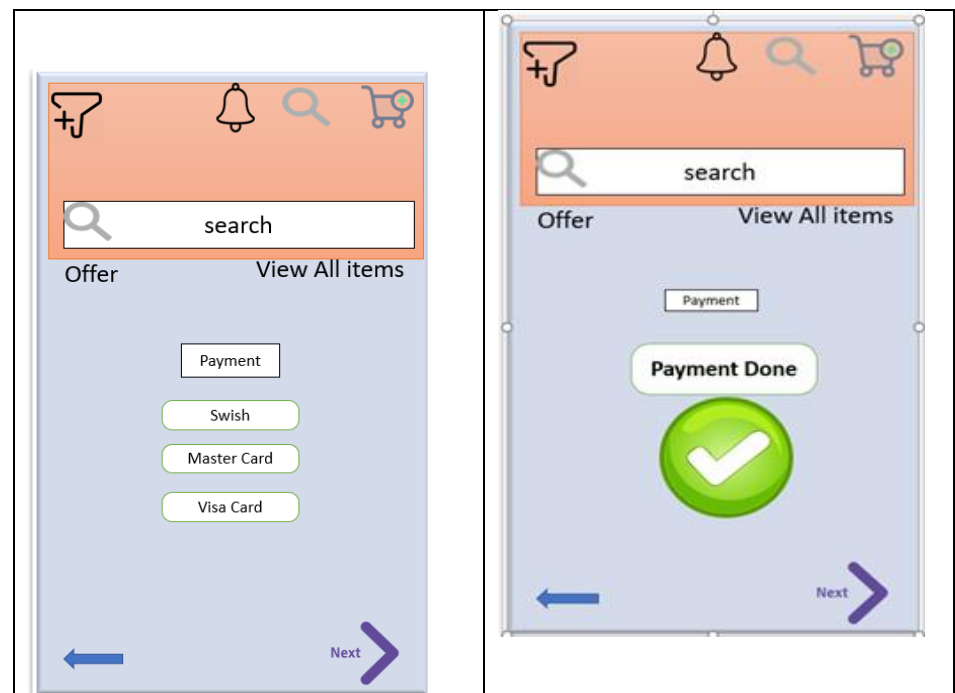 search
Offer
View All items
Payment
Swish
Master Card
Visa Card
Next
search
Offer
View All items
Payment
Payment Done
Next